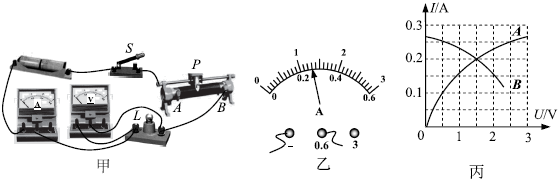 S
P
A
V
A
B
L
甲
0 1 2 3
0 0.2 0.4 0.6
A
- 0.6 3
乙
I/A
0.3
0.2
0.1
0 1 2 3
U/V
A
B
丙